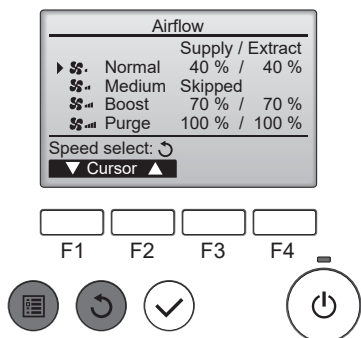 Airflow
Supply / Extract
Normal 40 % / 40 %
Medium Skipped
Boost 70 % / 70 %
Purge 100 % / 100 %
Speed select:
▼ Cursor ▲
F1 F2 F3 F4